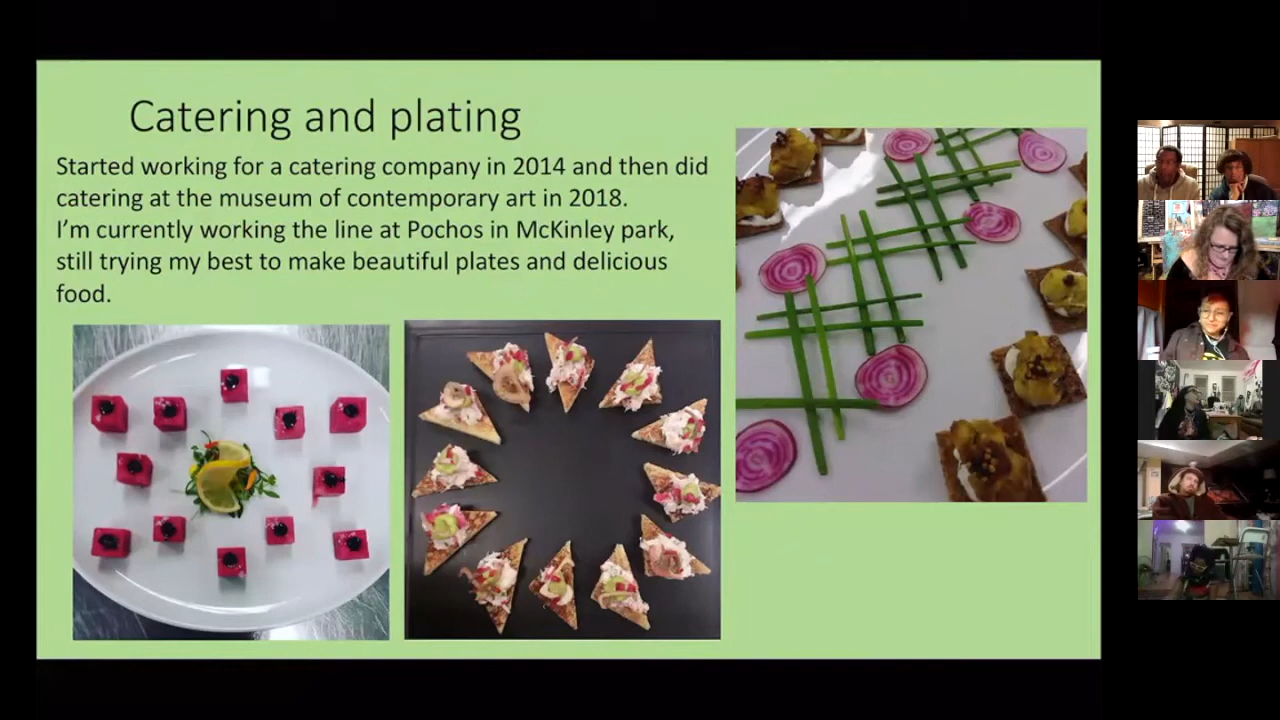 Catering and plating
Started working for a catering company in 2014 and then did
catering at the museum of contemporary art in 2018.
I'm currently working the line at Pochos in McKinley park,
still trying my best to make beautiful plates and delicious
food.